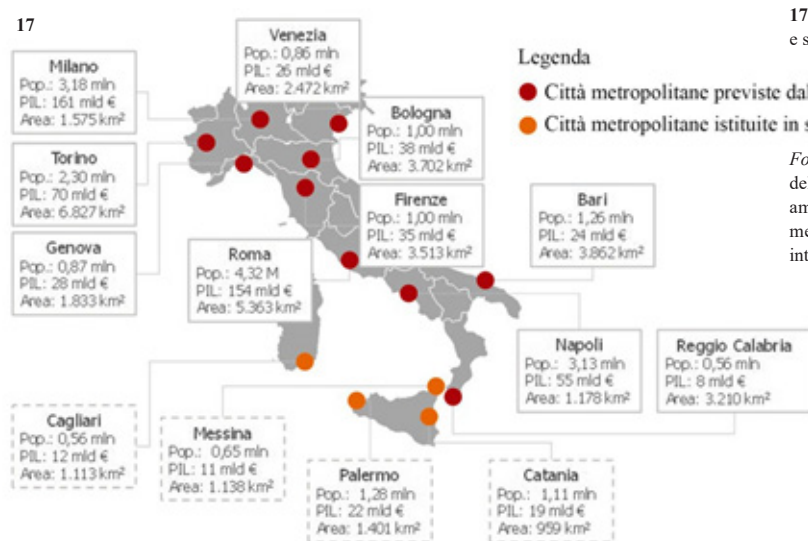 17
Venezia
Pop.: 0,86 mln
PIL: 26 mld €
Area: 2.472 km²
Milano
Pop.: 3,18 mln
PIL: 161 mld €
Area: 1.575 km²
Bologna
Pop.: 1,00 mln
PIL: 38 mld €
Area: 3.702 km²
Torino
Pop.: 2,30 mln
PIL: 70 mld €
Area: 6.827 km²
Firenze
Pop.: 1,00 mln
PIL: 35 mld €
Area: 3.513 km²
Bari
Pop.: 1,26 mln
PIL: 24 mld €
Area: 3.862 km²
Genova
Pop.: 0,87 mln
PIL: 28 mld €
Area: 1.833 km²
Roma
Pop.: 4,32 M
PIL: 154 mld €
Area: 5.363 km²
Napoli
Pop.: 3,13 mln
PIL: 55 mld €
Area: 1.178 km²
Reggio Calabria
Pop.: 0,56 mln
PIL: 8 mld €
Area: 3.210 km²
Cagliari
Pop.: 0,56 mln
PIL: 12 mld €
Area: 1.113 km²
Messina
Pop.: 0,65 mln
PIL: 11 mld €
Area: 1.138 km²
Palermo
Pop.: 1,28 mln
PIL: 22 mld €
Area: 1.401 km²
Catania
Pop.: 1,11 mln
PIL: 19 mld €
Area: 959 km²
Legenda
Città metropolitane previste dal
Città metropolitane istituite in s
17
e s
Fo
del
am
me
int